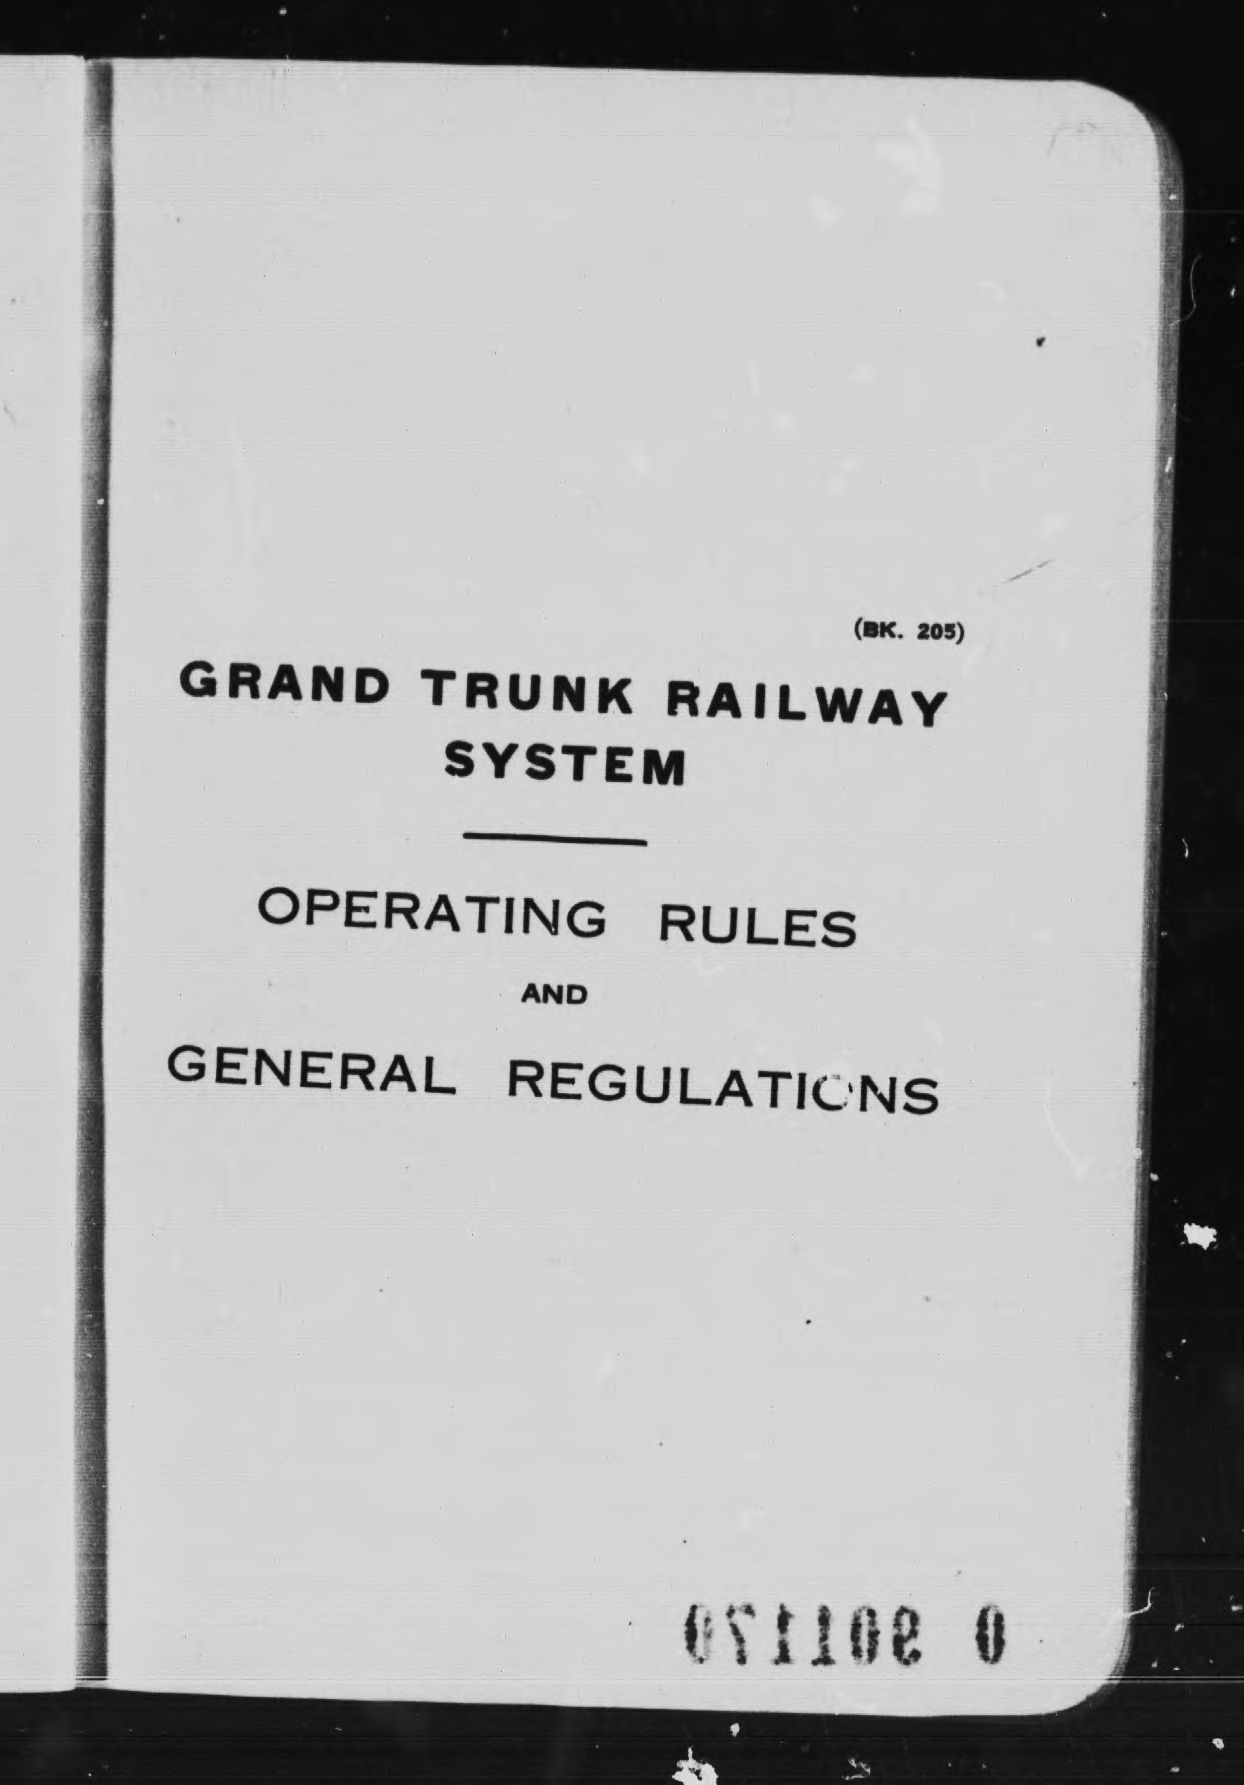 (BK. 205)
GRAND TRUNK RAILWAY
SYSTEM
OPERATING RULES
AND
GENERAL REGULATIONS